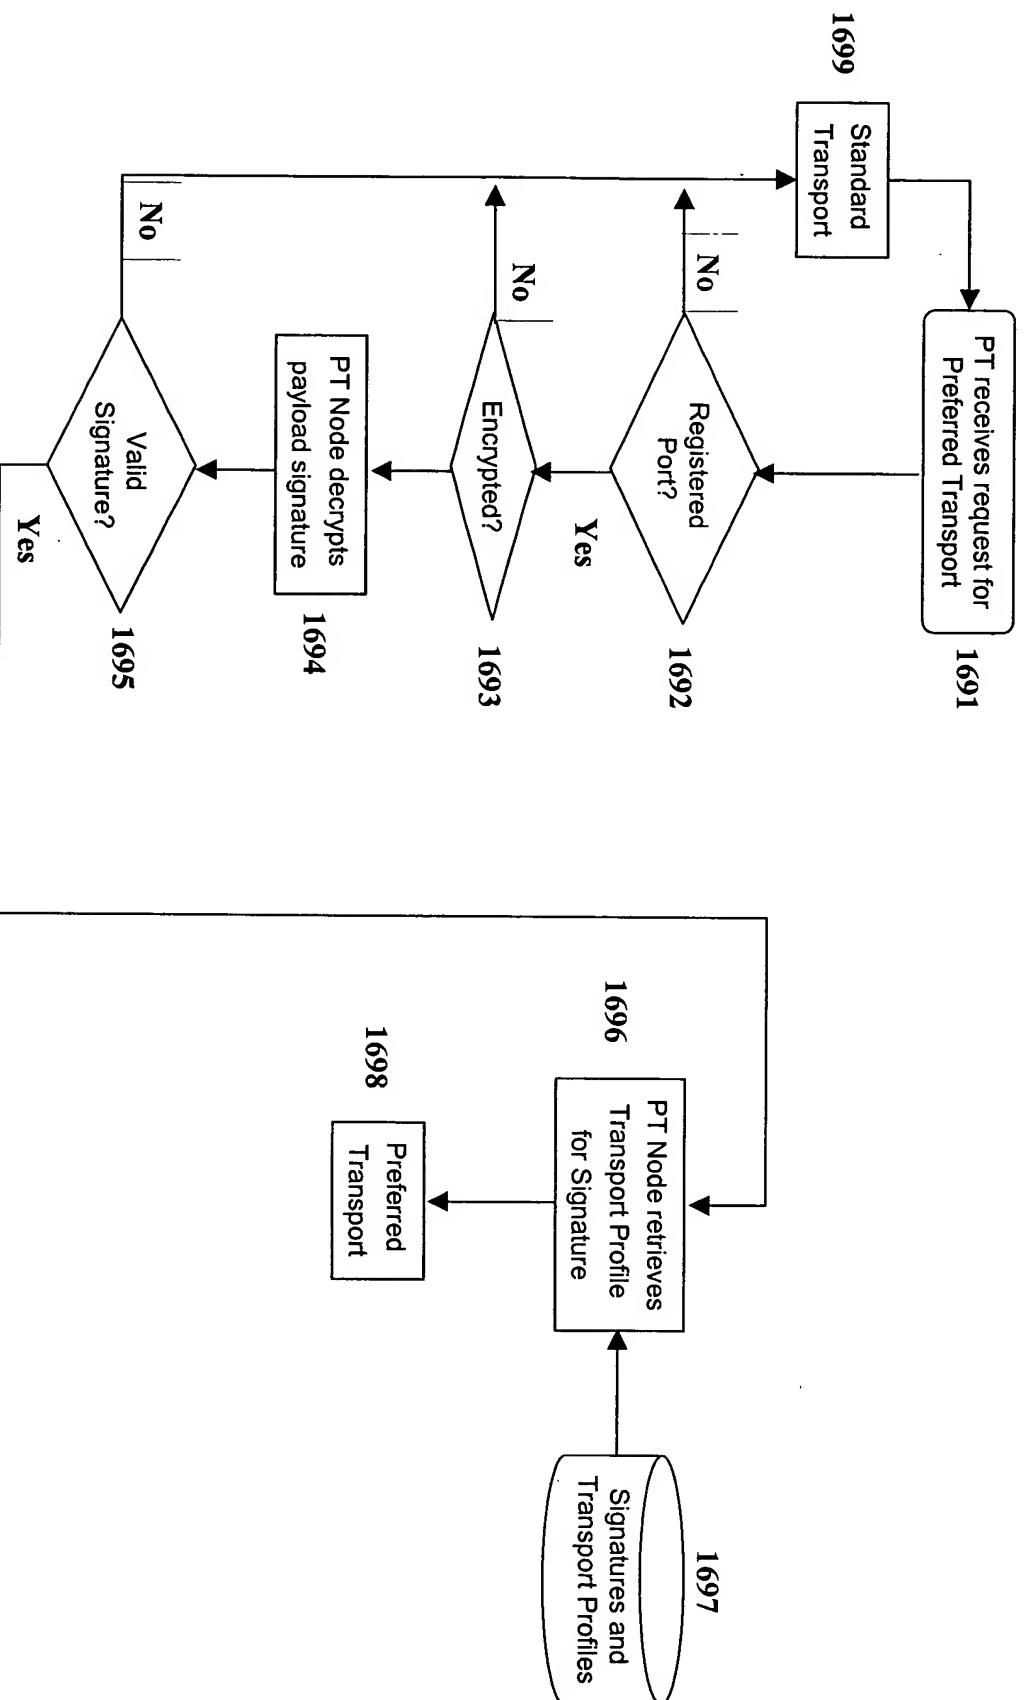 PT receives request for
Preferred Transport
1691
1699
Standard
Transport
Registered
Port?
1692
No
Yes
Encrypted?
1693
No
PT Node decrypts
payload signature
1694
Valid
Signature?
1695
No
Yes
1696
PT Node retrieves
Transport Profile
for Signature
1697
Signatures and
Transport Profiles
1698
Preferred
Transport